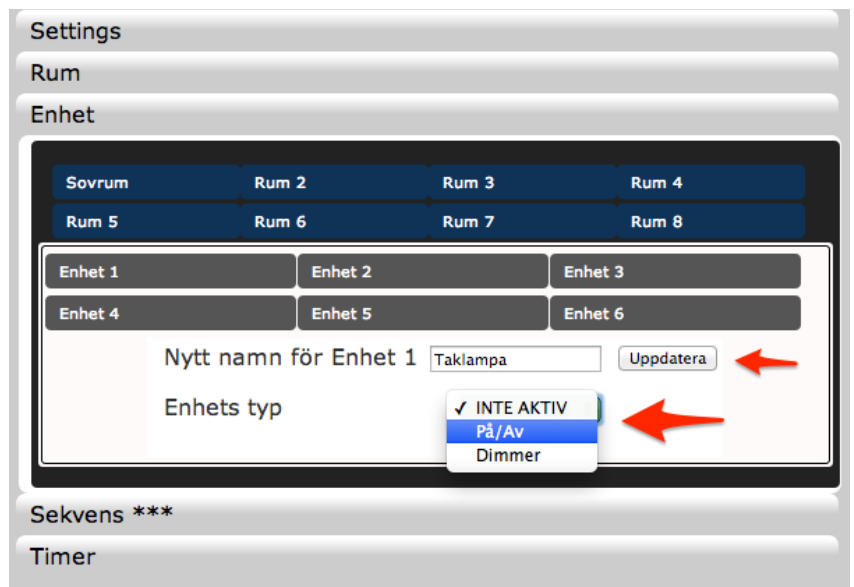 Settings
Rum
Enhet
Sovrum Rum 2 Rum 3 Rum 4
Rum 5 Rum 6 Rum 7 Rum 8
Enhet 1 Enhet 2 Enhet 3
Enhet 4 Enhet 5 Enhet 6
Nytt namn för Enhet 1 Taklampa Uppdatera
Enhets typ ✓ INTE AKTIV
På/Av
Dimmer
Sekvens ***
Timer